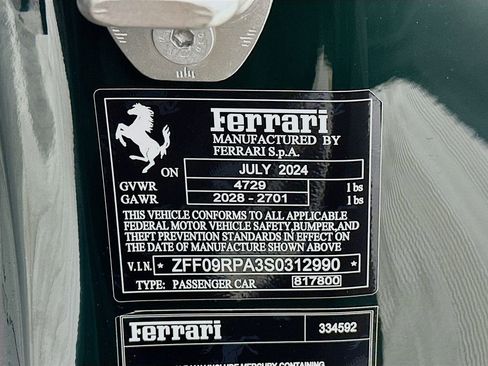 Ferrari
MANUFACTURED BY
FERRARI S.p.A.
ON JULY 2024
GVWR 4729 lbs
GAWR 2028 - 2701 lbs
THIS VEHICLE CONFORMS TO ALL APPLICABLE
FEDERAL MOTOR VEHICLE SAFETY,BUMPER,AND
THEFT PREVENTION STANDARDS IN EFFECT ON
THE DATE OF MANUFACTURE SHOWN ABOVE
V.I.N. * ZFF09RPA3S0312990 *
TYPE: PASSENGER CAR 817800
Ferrari 334592
MERCURY CONTAINING